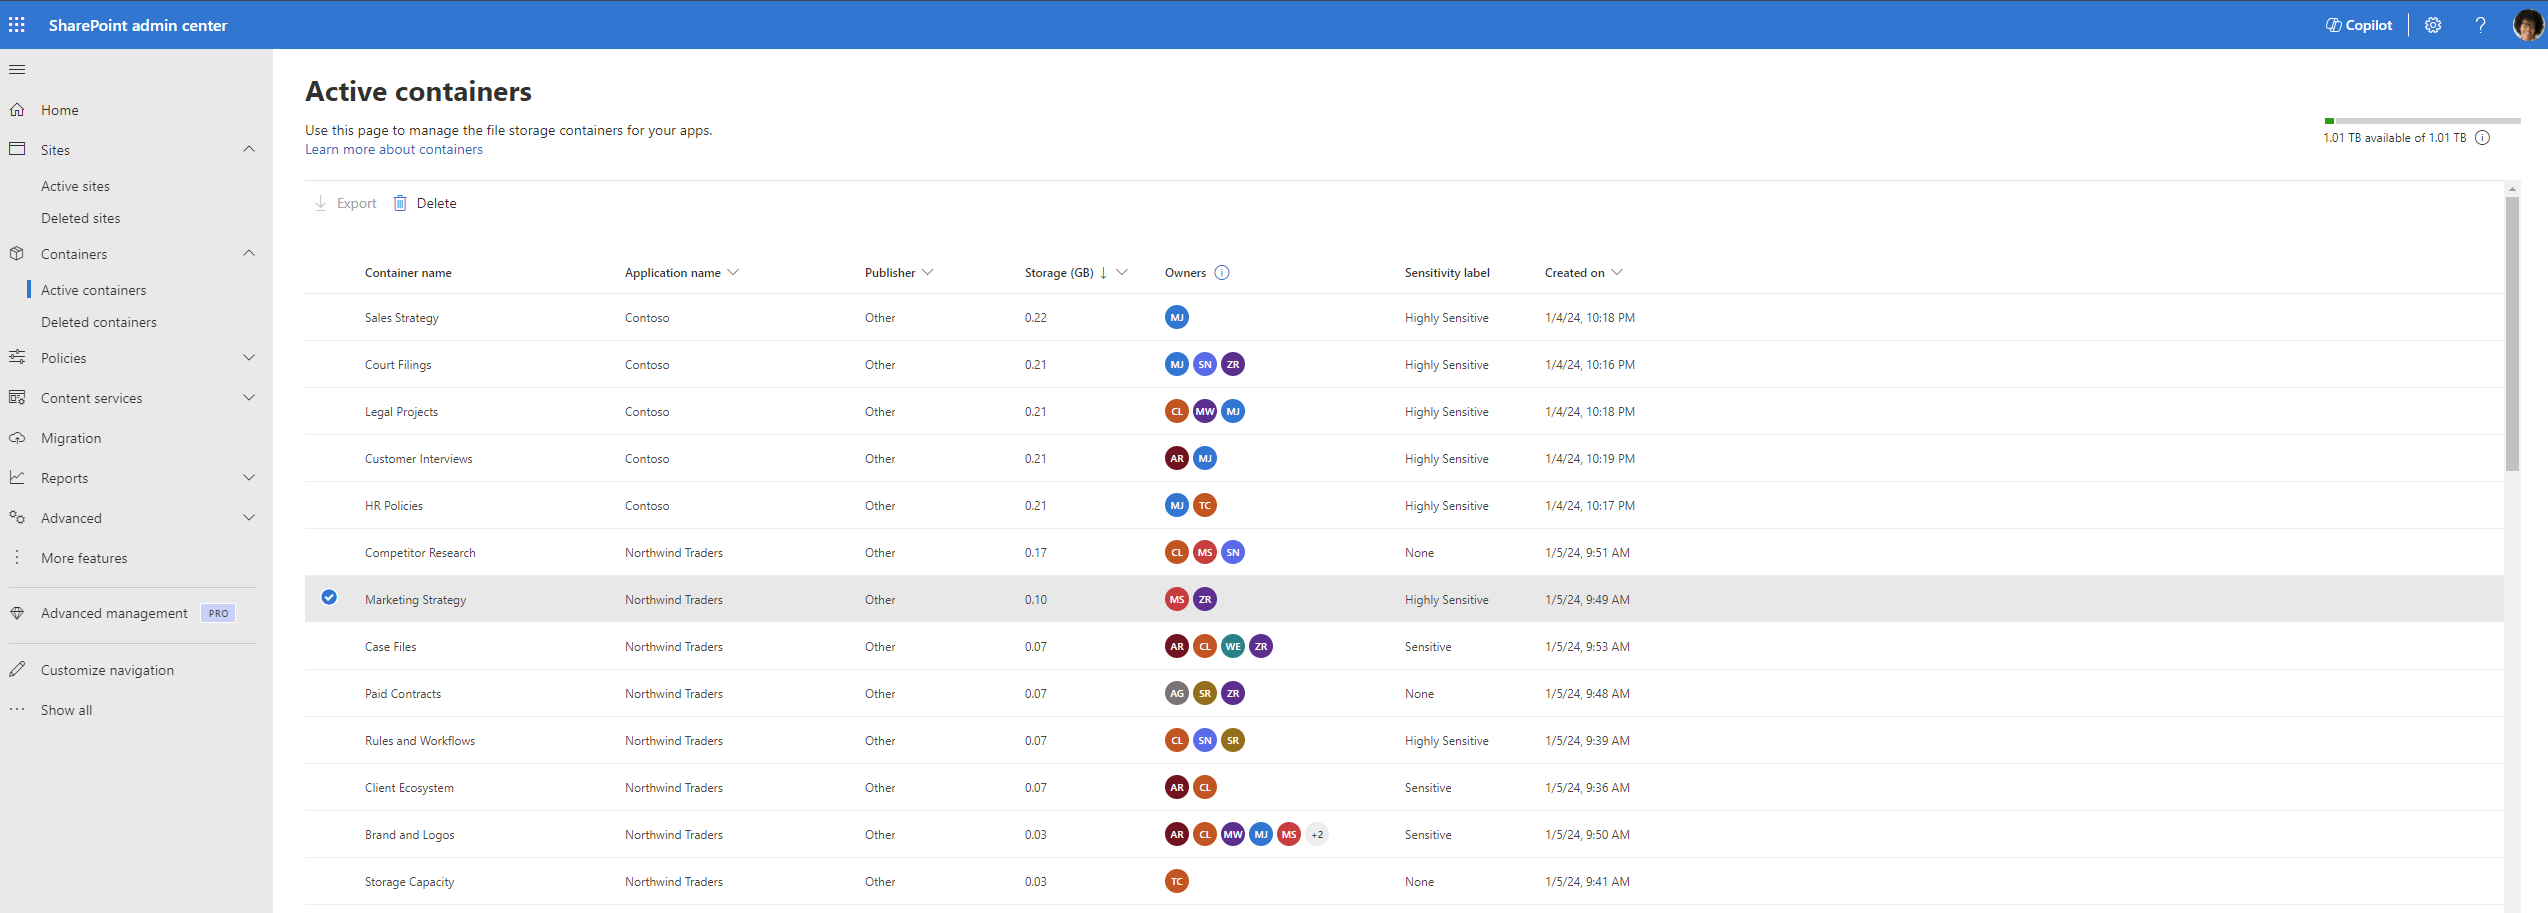 SharePoint admin center
Copilot
Home
Sites
Active sites
Deleted sites
Containers
Active containers
Deleted containers
Policies
Content services
Migration
Reports
Advanced
More features
Advanced management PRO
Customize navigation
Show all
Active containers
Use this page to manage the file storage containers for your apps.
Learn more about containers
1.01 TB available of 1.01 TB
Export Delete
Container name Application name Publisher Storage (GB) Owners Sensitivity label Created on
Sales Strategy Contoso Other 0.22 MJ Highly Sensitive 1/4/24, 10:18 PM
Court Filings Contoso Other 0.21 MJ SN ZR Highly Sensitive 1/4/24, 10:16 PM
Legal Projects Contoso Other 0.21 CL MW MJ Highly Sensitive 1/4/24, 10:18 PM
Customer Interviews Contoso Other 0.21 AR MJ Highly Sensitive 1/4/24, 10:19 PM
HR Policies Contoso Other 0.21 MJ TC Highly Sensitive 1/4/24, 10:17 PM
Competitor Research Northwind Traders Other 0.17 CL MS SN None 1/5/24, 9:51 AM
Marketing Strategy Northwind Traders Other 0.10 MS ZR Highly Sensitive 1/5/24, 9:49 AM
Case Files Northwind Traders Other 0.07 AR CL WE ZR Sensitive 1/5/24, 9:53 AM
Paid Contracts Northwind Traders Other 0.07 AG SR ZR None 1/5/24, 9:48 AM
Rules and Workflows Northwind Traders Other 0.07 CL SN SR Highly Sensitive 1/5/24, 9:39 AM
Client Ecosystem Northwind Traders Other 0.07 AR CL Sensitive 1/5/24, 9:36 AM
Brand and Logos Northwind Traders Other 0.03 AR CL MW MJ MS +2 Sensitive 1/5/24, 9:50 AM
Storage Capacity Northwind Traders Other 0.03 TC None 1/5/24, 9:41 AM